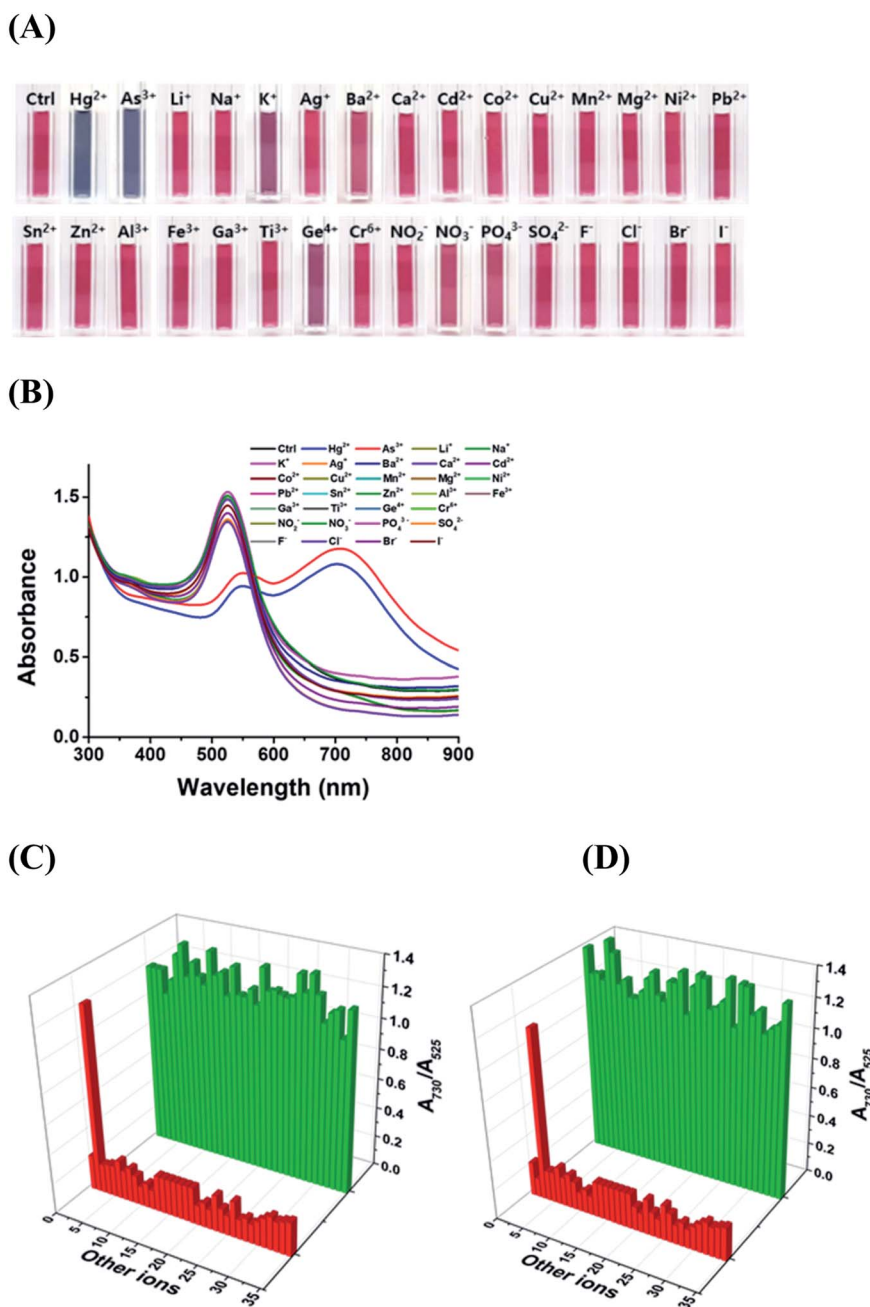 (A)
Ctrl Hg²⁺ As³⁺ Li⁺ Na⁺ K⁺ Ag⁺ Ba²⁺ Ca²⁺ Cd²⁺ Co²⁺ Cu²⁺ Mn²⁺ Mg²⁺ Ni²⁺ Pb²⁺
Sn²⁺ Zn²⁺ Al³⁺ Fe³⁺ Ga³⁺ Ti³⁺ Ge⁴⁺ Cr⁶⁺ NO₂⁻ NO₃⁻ PO₄³⁻ SO₄²⁻ F⁻ Cl⁻ Br⁻ I⁻
(B)
Ctrl Hg²⁺ As³⁺ Li⁺ Na⁺
K⁺ Ag⁺ Ba²⁺ Ca²⁺ Cd²⁺
Co²⁺ Cu²⁺ Mn²⁺ Mg²⁺ Ni²⁺
Pb²⁺ Sn²⁺ Zn²⁺ Al³⁺ Fe³⁺
Ga³⁺ Ti³⁺ Ge⁴⁺ Cr⁶⁺
NO₂⁻ NO₃⁻ PO₄³⁻ SO₄²⁻
F⁻ Cl⁻ Br⁻ I⁻
1.5
1.0
0.5
0.0
Absorbance
300 400 500 600 700 800 900
Wavelength (nm)
(C)
1.4
1.2
1.0
0.8
0.6
0.4
0.2
0.0
A₇₃₀/A₅₂₅
0 5 10 15 20 25 30 35
Other ions
(D)
1.4
1.2
1.0
0.8
0.6
0.4
0.2
0.0
A₇₃₀/A₅₂₅
0 5 10 15 20 25 30 35
Other ions